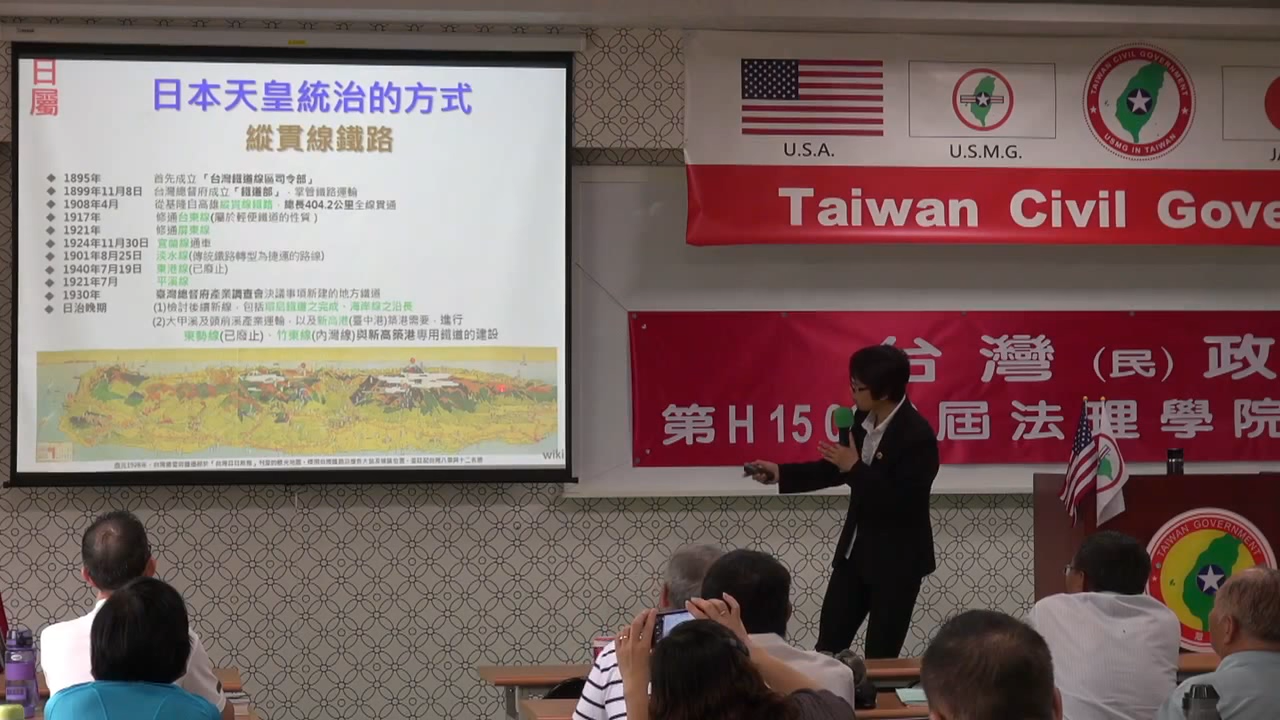 日屬
日本天皇統治的方式
縱貫線鐵路
◆ 1895年 首先成立「台灣鐵道線區司令部」
◆ 1899年11月8日 台灣總督府成立「鐵道部」，掌管鐵路運輸
◆ 1908年4月 從基隆自高雄縱貫線鐵路，總長404.2公里全線貫通
◆ 1917年 修通台東線(屬於輕便鐵道的性質)
◆ 1921年 修通屏東線
◆ 1924年11月30日 宜蘭線通車
◆ 1901年8月25日 淡水線(傳統鐵路轉型為捷運的路線)
◆ 1940年7月19日 東港線(已廢止)
◆ 1921年7月 平溪線
◆ 1930年 臺灣總督府產業調查會決議事項新建的地方鐵道
◆ 日治晚期 (1)檢討後續新線，包括環島鐵道之完成、海岸線之沿長
(2)大甲溪及頭前溪產業運輸，以及新高港(臺中港)築港需要，進行
東勢線(已廢止)、竹東線(內灣線)與新高築港專用鐵道的建設
wiki
U.S.A.
U.S.M.G.
TAIWAN CIVIL GOVERNMENT
USMG IN TAIWAN
JA
Taiwan Civil Gove
台灣(民)政
第H150 屆法理學院
TAIWAN GOVERNMENT